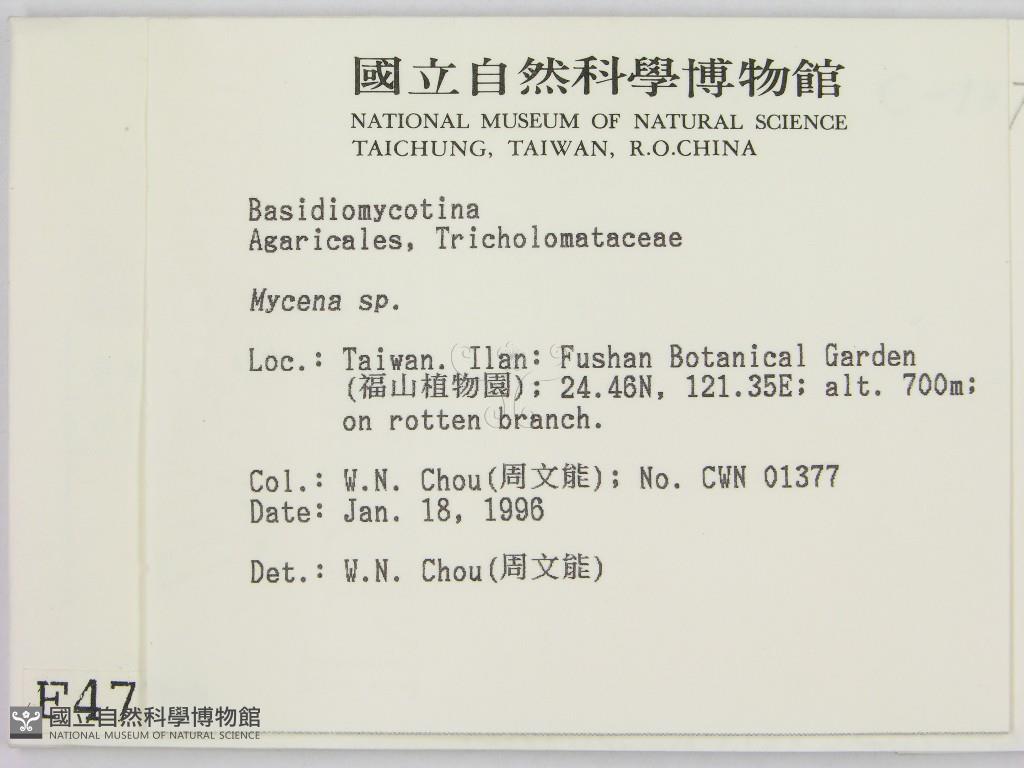 國立自然科學博物館
NATIONAL MUSEUM OF NATURAL SCIENCE
TAICHUNG, TAIWAN, R.O.CHINA
Basidiomycotina
Agaricales, Tricholomataceae
Mycena sp.
Loc.: Taiwan. Ilan: Fushan Botanical Garden
(福山植物園); 24.46N, 121.35E; alt. 700m;
on rotten branch.
Col.: W.N. Chou(周文能); No. CWN 01377
Date: Jan. 18, 1996
Det.: W.N. Chou(周文能)
E47
國立自然科學博物館
NATIONAL MUSEUM OF NATURAL SCIENCE